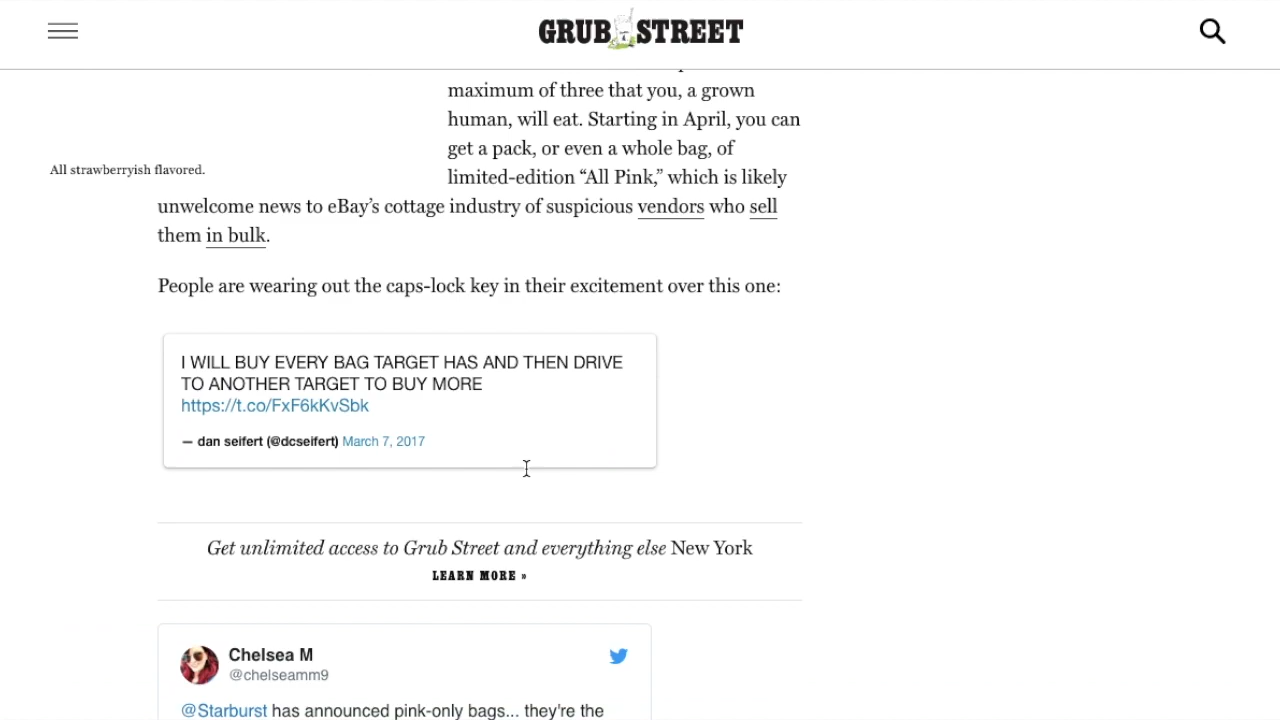 GRUB STREET
maximum of three that you, a grown
human, will eat. Starting in April, you can
get a pack, or even a whole bag, of
All strawberryish flavored.
limited-edition “All Pink,” which is likely
unwelcome news to eBay’s cottage industry of suspicious vendors who sell
them in bulk.
People are wearing out the caps-lock key in their excitement over this one:
I WILL BUY EVERY BAG TARGET HAS AND THEN DRIVE
TO ANOTHER TARGET TO BUY MORE
https://t.co/FxF6kKvSbk
— dan seifert (@dcseifert) March 7, 2017
Get unlimited access to Grub Street and everything else New York
LEARN MORE »
Chelsea M
@chelseamm9
@Starburst has announced pink-only bags... they're the